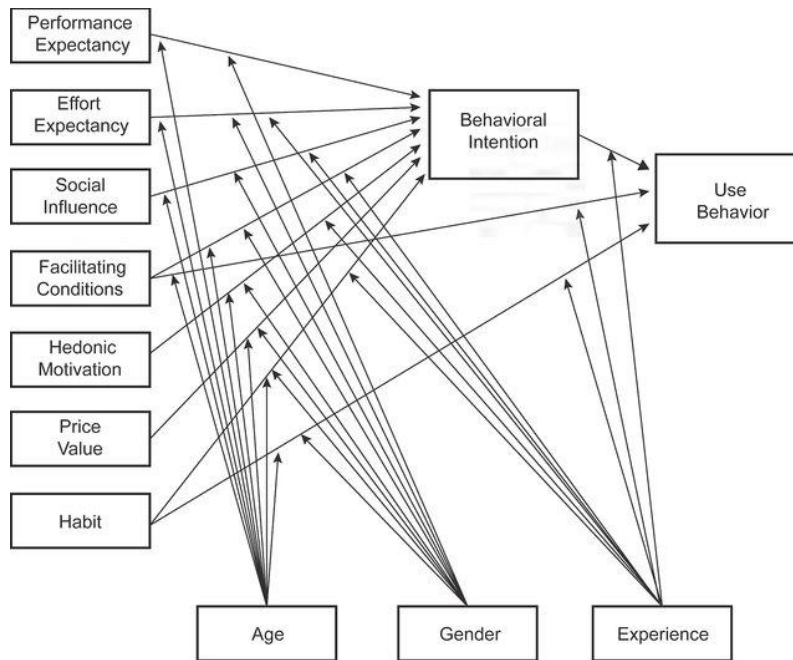 Performance
Expectancy
Effort
Expectancy
Social
Influence
Facilitating
Conditions
Hedonic
Motivation
Price
Value
Habit
Behavioral
Intention
Use
Behavior
Age
Gender
Experience